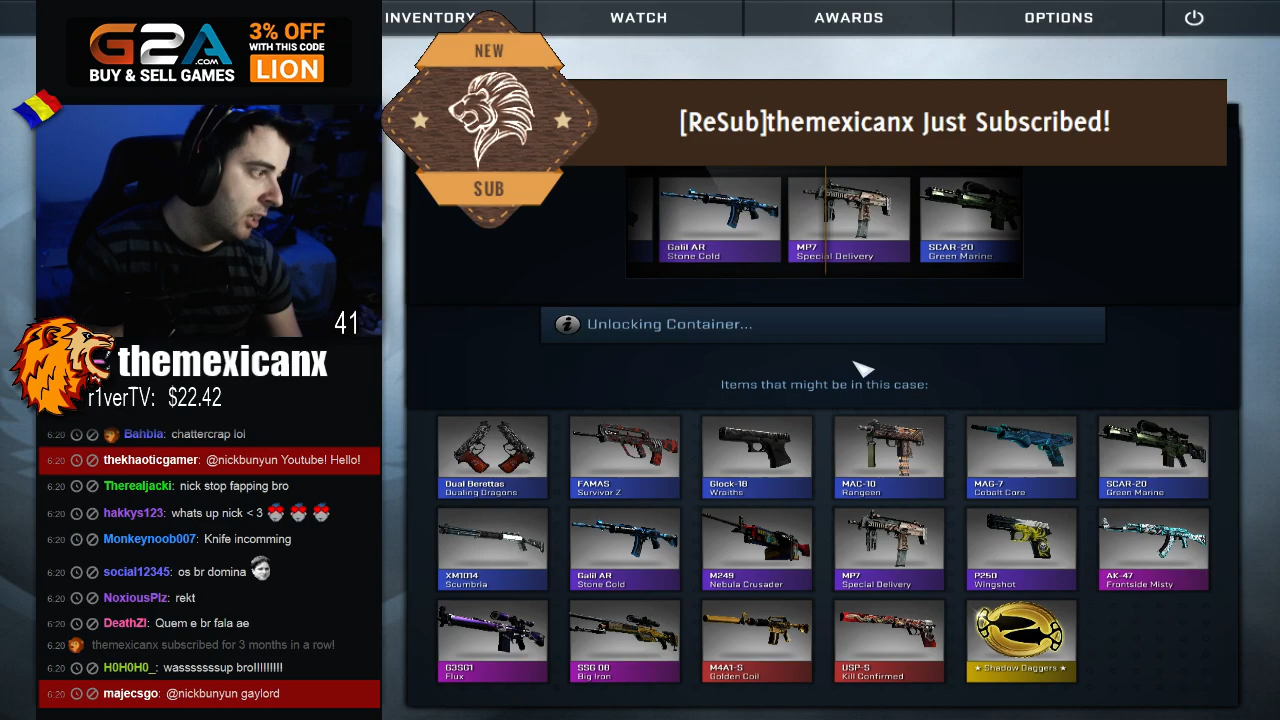 G2A
.COM
BUY & SELL GAMES
3% OFF
WITH THIS CODE
LION
INVENTORY
WATCH
AWARDS
OPTIONS
NEW
SUB
[ReSub]themexicanx Just Subscribed!
Galil AR
Stone Cold
MP7
Special Delivery
SCAR-20
Green Marine
Unlocking Container...
Items that might be in this case:
41
themexicanx
r1verTV: $22.42
6:20 Bahbla: chattercrap lol
6:20 thekhaoticgamer: @nickbunyun Youtube! Hello!
6:20 Therealjacki: nick stop fapping bro
6:20 hakkys123: whats up nick < 3
6:20 Monkeynoob007: Knife incomming
6:20 social12345: os br domina
6:20 NoxiousPlz: rekt
6:20 DeathZl: Quem e br fala ae
6:20 themexicanx subscribed for 3 months in a row!
6:20 H0H0H0_: wasssssssup bro!!!!!!!!!
6:20 majecsgo: @nickbunyun gaylord
Dual Berettas
Dualing Dragons
FAMAS
Survivor Z
Glock-18
Wraiths
MAC-10
Rangeen
MAG-7
Cobalt Core
SCAR-20
Green Marine
XM1014
Scumbria
Galil AR
Stone Cold
M249
Nebula Crusader
MP7
Special Delivery
P250
Wingshot
AK-47
Frontside Misty
G3SG1
Flux
SSG 08
Big Iron
M4A1-S
Golden Coil
USP-S
Kill Confirmed
★ Shadow Daggers ★